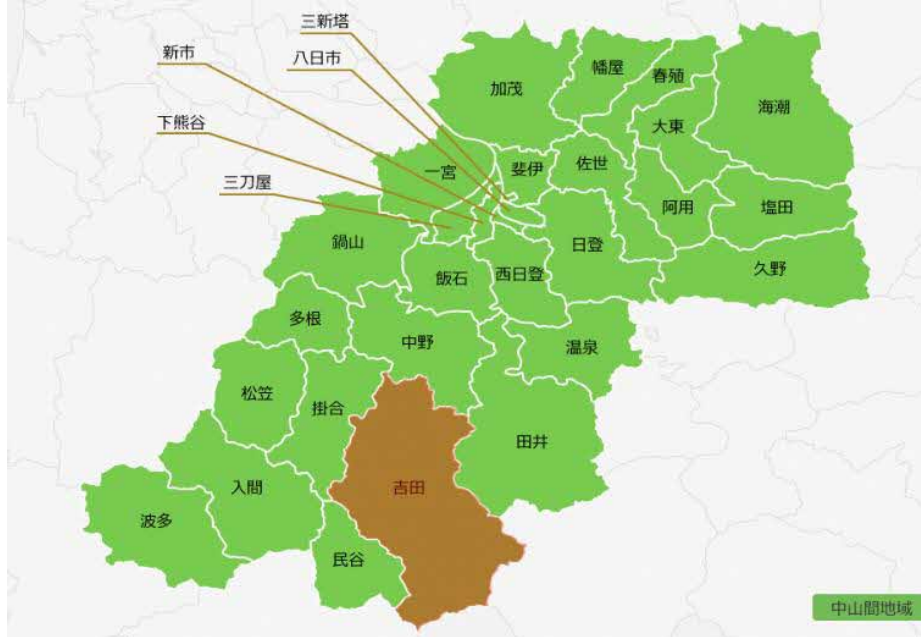 三新塔
新市
八日市
下熊谷
三刀屋
加茂
幡屋
春殖
海潮
大東
一宮
斐伊
佐世
阿用
塩田
鍋山
飯石
西日登
日登
久野
多根
中野
温泉
松笠
掛合
田井
吉田
入間
波多
民谷
中山間地域